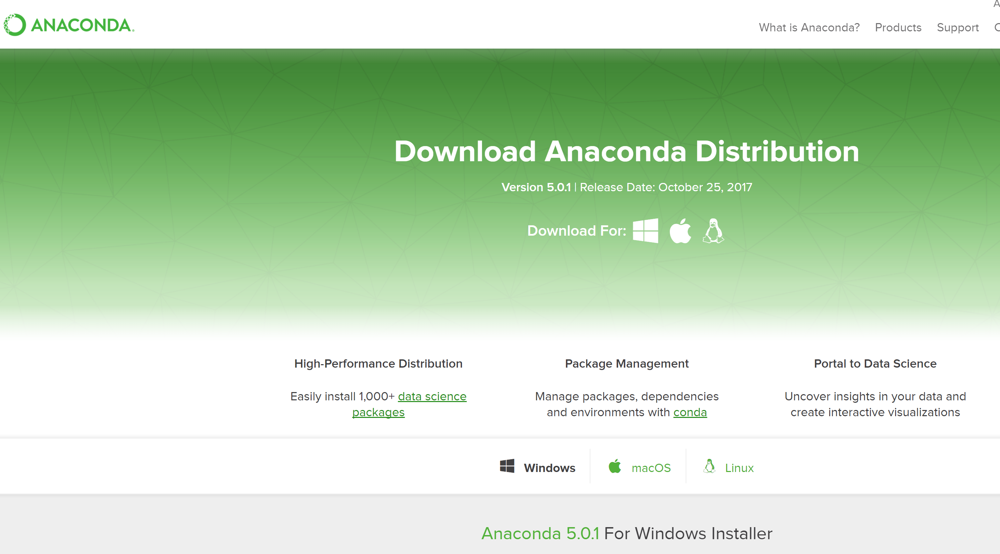 ANACONDA.
What is Anaconda? Products Support
Download Anaconda Distribution
Version 5.0.1 | Release Date: October 25, 2017
Download For:
High-Performance Distribution
Easily install 1,000+ data science
packages
Package Management
Manage packages, dependencies
and environments with conda
Portal to Data Science
Uncover insights in your data and
create interactive visualizations
Windows
macOS
Linux
Anaconda 5.0.1 For Windows Installer